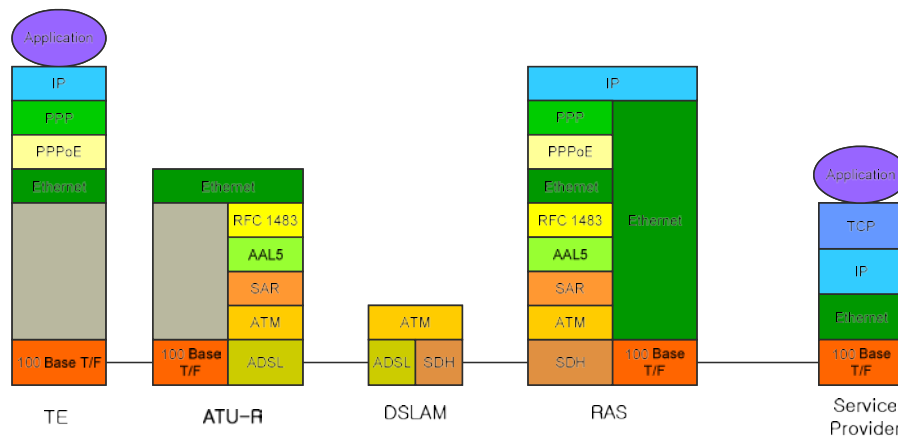 Application
IP
PPP
PPPoE
Ethernet
100 Base T/F
TE
Ethernet
RFC 1483
AAL5
SAR
ATM
100 Base
T/F
ADSL
ATU-R
ATM
ADSL
SDH
DSLAM
IP
PPP
PPPoE
Ethernet
RFC 1483
AAL5
SAR
ATM
SDH
Ethernet
100 Base
T/F
RAS
Application
TCP
IP
Ethernet
100 Base
T/F
Service
Provider